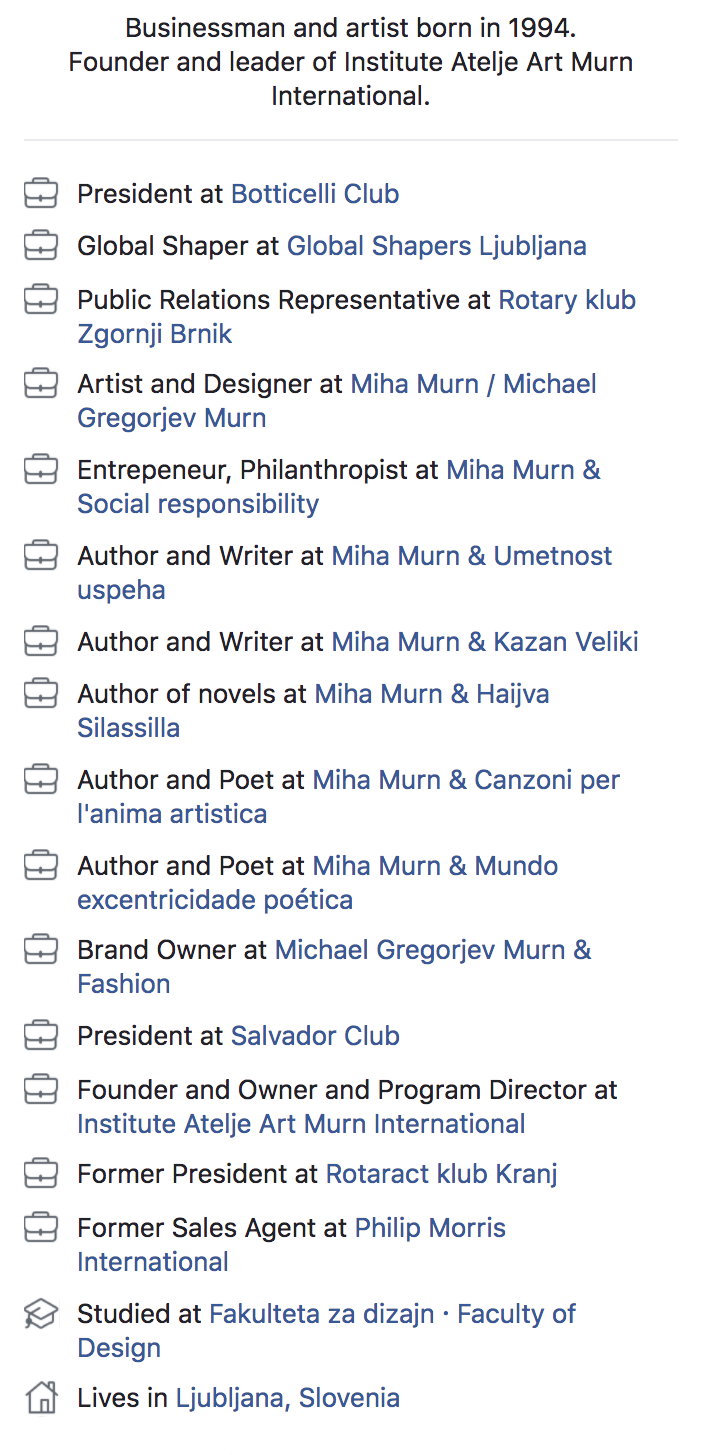 Businessman and artist born in 1994.
Founder and leader of Institute Atelje Art Murn
International.
President at Botticelli Club
Global Shaper at Global Shapers Ljubljana
Public Relations Representative at Rotary klub
Zgornji Brnik
Artist and Designer at Miha Murn / Michael
Gregorjev Murn
Entrepeneur, Philanthropist at Miha Murn &
Social responsibility
Author and Writer at Miha Murn & Umetnost
uspeha
Author and Writer at Miha Murn & Kazan Veliki
Author of novels at Miha Murn & Haijva
Silassilla
Author and Poet at Miha Murn & Canzoni per
l'anima artistica
Author and Poet at Miha Murn & Mundo
excentricidade poética
Brand Owner at Michael Gregorjev Murn &
Fashion
President at Salvador Club
Founder and Owner and Program Director at
Institute Atelje Art Murn International
Former President at Rotaract klub Kranj
Former Sales Agent at Philip Morris
International
Studied at Fakulteta za dizajn · Faculty of
Design
Lives in Ljubljana, Slovenia